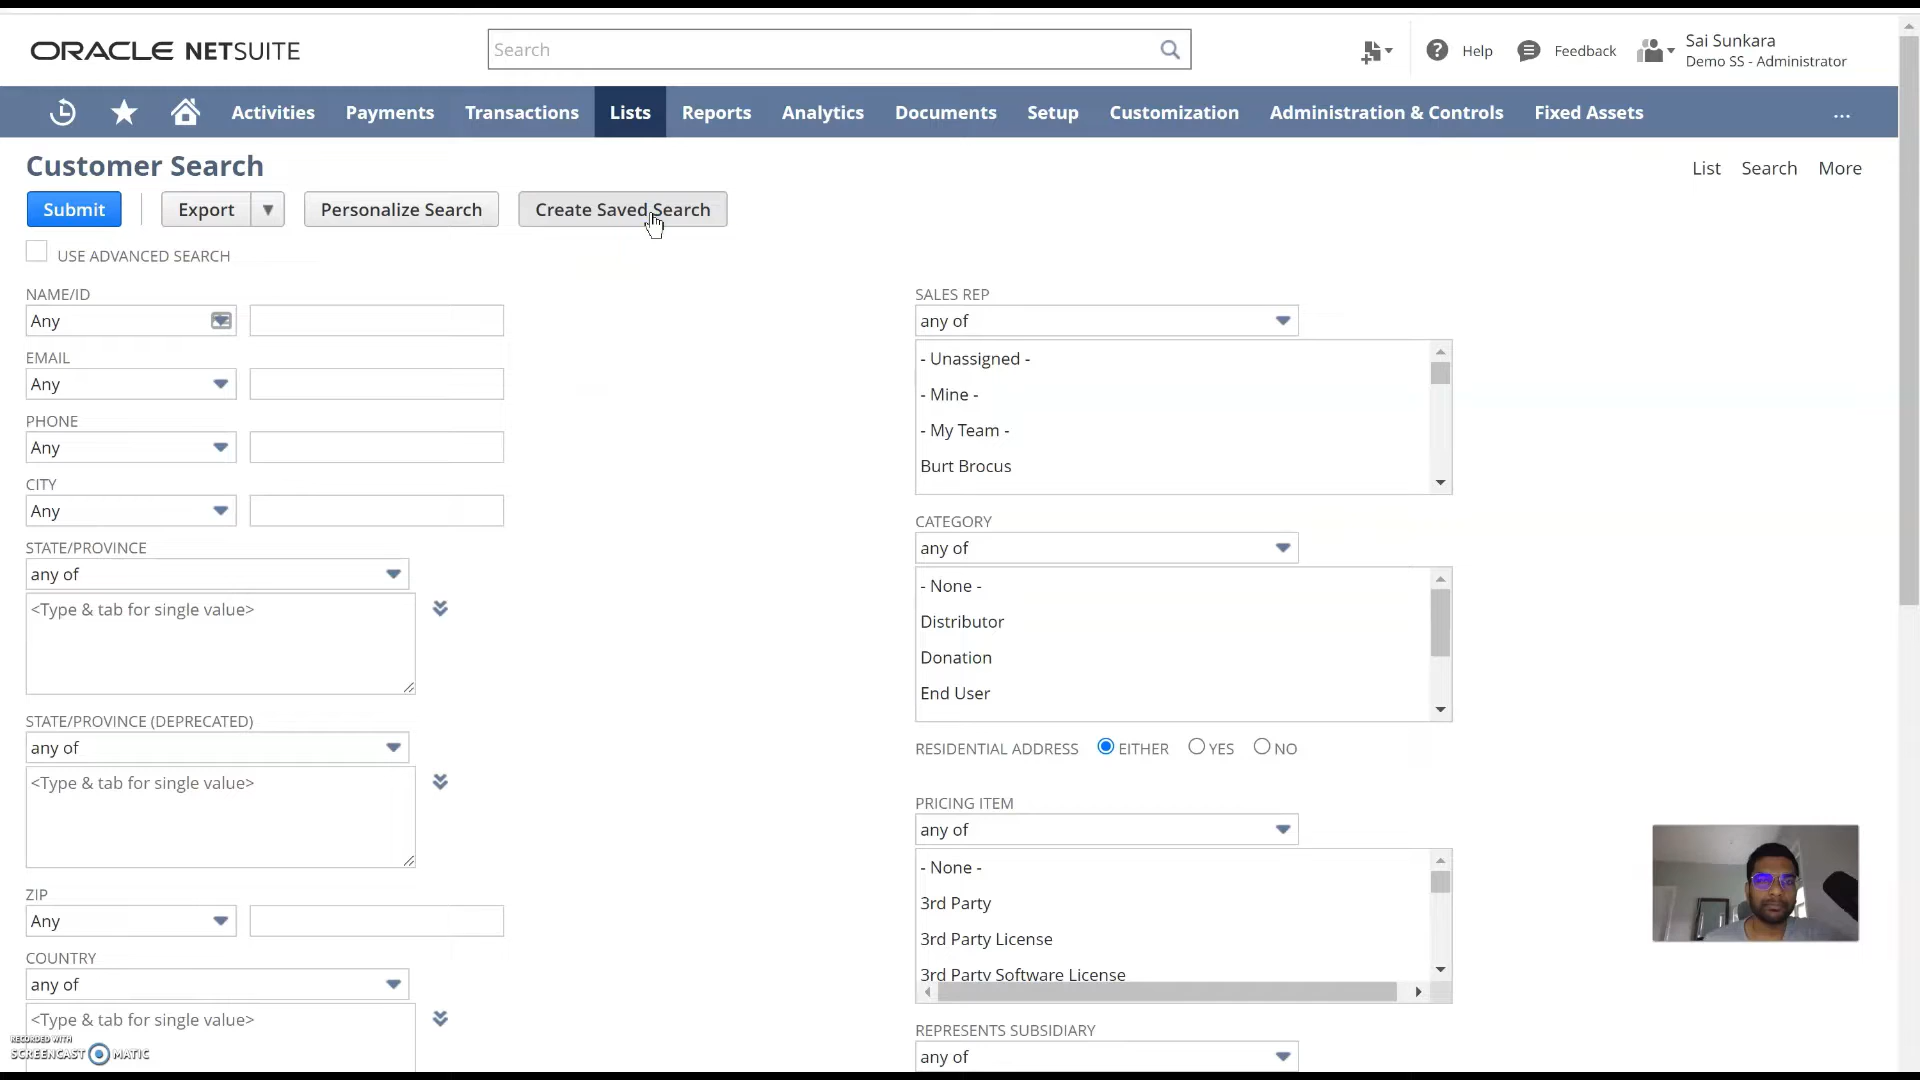 ORACLE NETSUITE
Search
Help
Feedback
Sai Sunkara
Demo SS - Administrator
Activities
Payments
Transactions
Lists
Reports
Analytics
Documents
Setup
Customization
Administration & Controls
Fixed Assets
...
Customer Search
List
Search
More
Submit
Export
Personalize Search
Create Saved Search
USE ADVANCED SEARCH
NAME/ID
Any
EMAIL
Any
PHONE
Any
CITY
Any
STATE/PROVINCE
any of
<Type & tab for single value>
STATE/PROVINCE (DEPRECATED)
any of
<Type & tab for single value>
ZIP
Any
COUNTRY
any of
<Type & tab for single value>
SALES REP
any of
- Unassigned -
- Mine -
- My Team -
Burt Brocus
CATEGORY
any of
- None -
Distributor
Donation
End User
RESIDENTIAL ADDRESS EITHER YES NO
PRICING ITEM
any of
- None -
3rd Party
3rd Party License
3rd Party Software License
REPRESENTS SUBSIDIARY
any of
RECORDED WITH
SCREENCAST MATIC